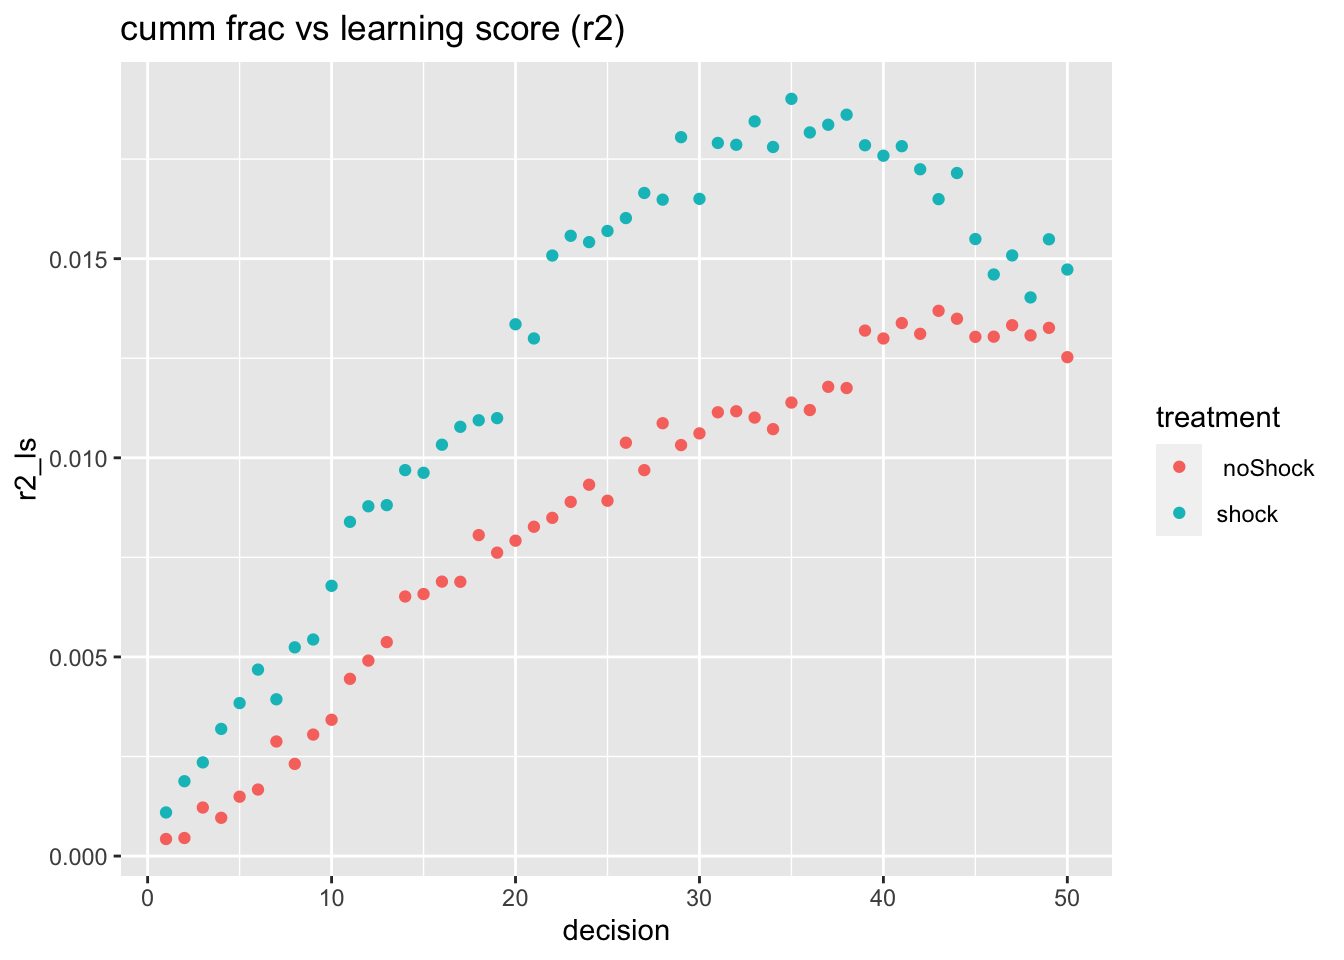 cumm frac vs learning score (r2)
r2_ls
0.015
0.010
0.005
0.000
0 10 20 30 40 50
decision
treatment
noShock
shock